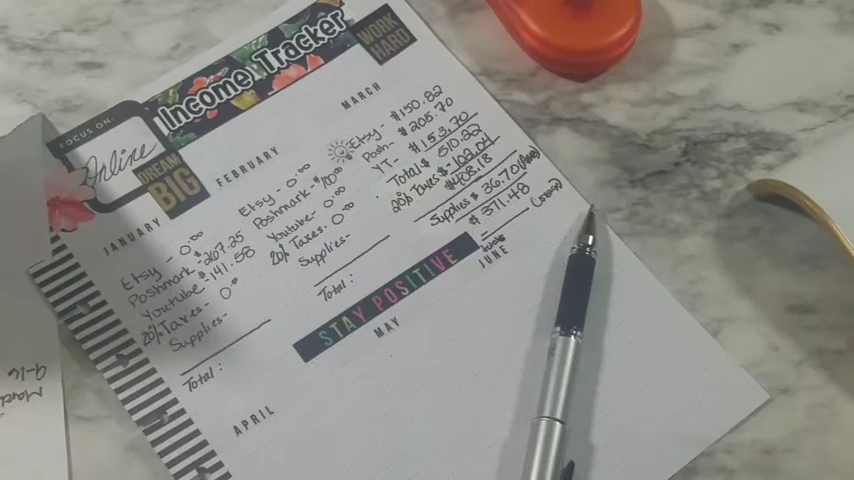 FOCUS ON:
Online
DREAM
BIG
Income Tracker
WORK
HARD
JANUARY
Etsy - 0.00
Poshmark - $267.25
Youtube - $141.58
20% Taxes - 0.00
Supplies -
Total:
FEBRUARY
Etsy - 0.00
Poshmark - $100.00
Youtube - 0.00
20% Taxes - 0.00
Supplies -
Total:
MARCH
Etsy - $150.82
Posh - $205.70
YT - $153.70
Total $ 510.22
20% Taxes $ - 102.04
$408.18
Supplies $ 36.70
$ 371.48
STAY POSITIVE
APRIL
MAY
JUNE
9-16